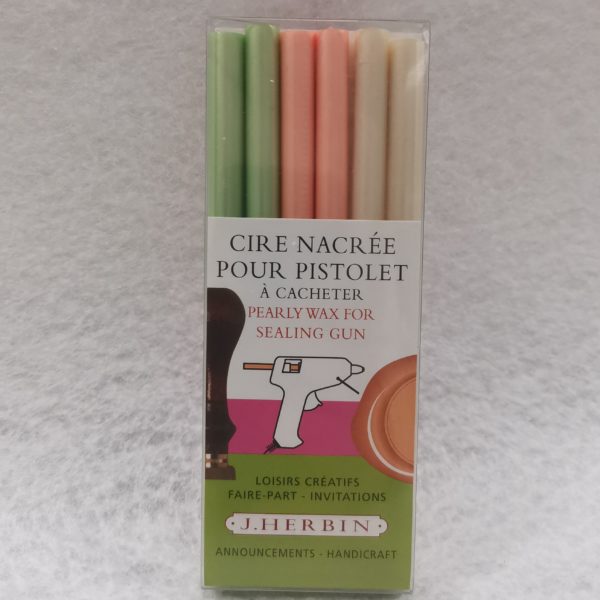 CIRE NACRÉE
POUR PISTOLET
À CACHETER
PEARLY WAX FOR
SEALING GUN
LOISIRS CRÉATIFS
FAIRE-PART - INVITATIONS
· J.HERBIN ·
ANNOUNCEMENTS - HANDICRAFT